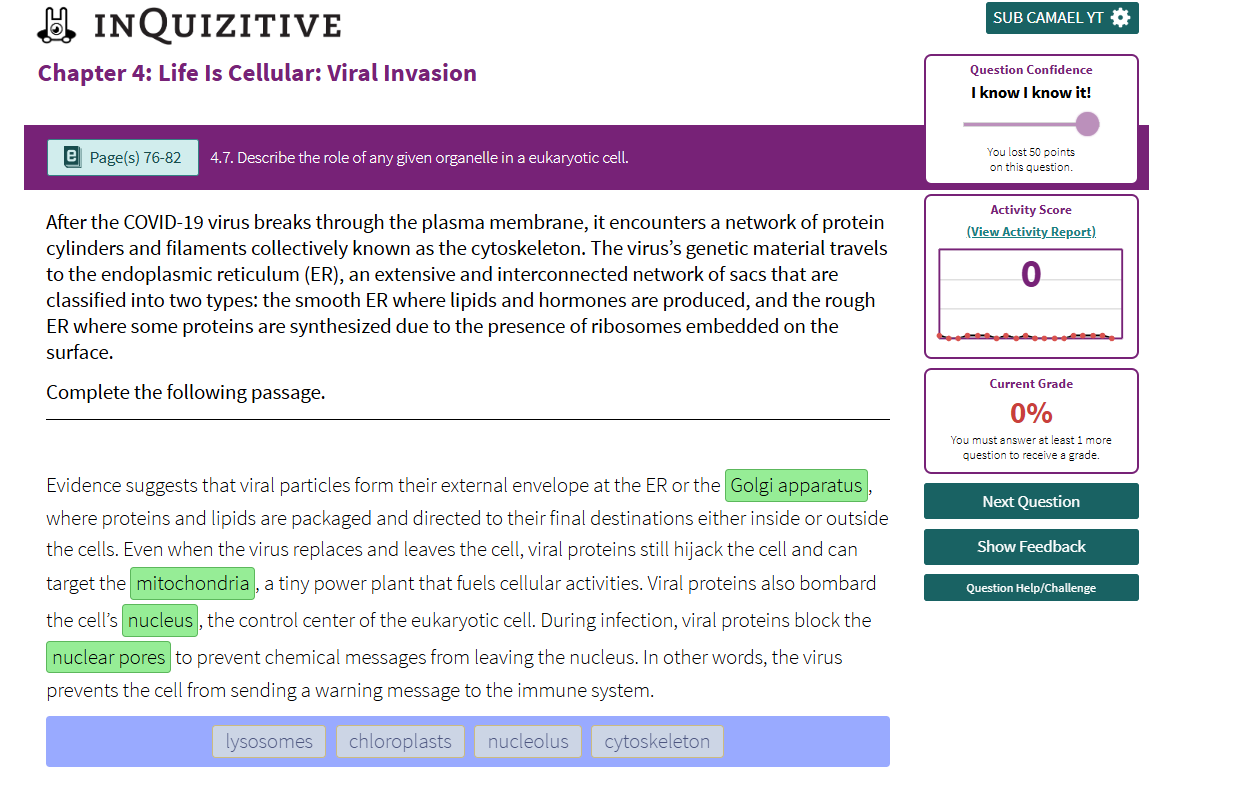 INQUIZITIVE
SUB CAMAEL YT
Chapter 4: Life Is Cellular: Viral Invasion
Question Confidence
I know I know it!
You lost 50 points
on this question.
Page(s) 76-82
4.7. Describe the role of any given organelle in a eukaryotic cell.
After the COVID-19 virus breaks through the plasma membrane, it encounters a network of protein
cylinders and filaments collectively known as the cytoskeleton. The virus's genetic material travels
to the endoplasmic reticulum (ER), an extensive and interconnected network of sacs that are
classified into two types: the smooth ER where lipids and hormones are produced, and the rough
ER where some proteins are synthesized due to the presence of ribosomes embedded on the
surface.
Complete the following passage.
Activity Score
(View Activity Report)
0
Current Grade
0%
You must answer at least 1 more
question to receive a grade.
Next Question
Show Feedback
Question Help/Challenge
Evidence suggests that viral particles form their external envelope at the ER or the Golgi apparatus,
where proteins and lipids are packaged and directed to their final destinations either inside or outside
the cells. Even when the virus replaces and leaves the cell, viral proteins still hijack the cell and can
target the mitochondria, a tiny power plant that fuels cellular activities. Viral proteins also bombard
the cell's nucleus, the control center of the eukaryotic cell. During infection, viral proteins block the
nuclear pores to prevent chemical messages from leaving the nucleus. In other words, the virus
prevents the cell from sending a warning message to the immune system.
lysosomes chloroplasts nucleolus cytoskeleton